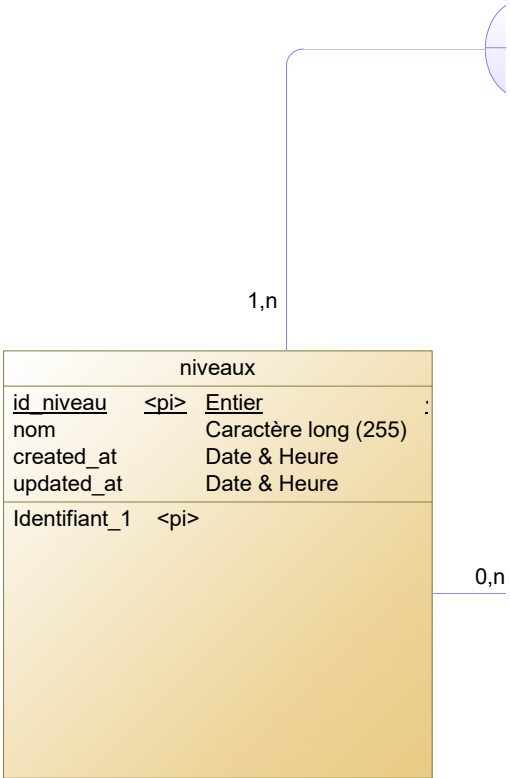 1,n
niveaux
id_niveau <pi> Entier
nom Caractère long (255)
created_at Date & Heure
updated_at Date & Heure
Identifiant_1 <pi>
0,n